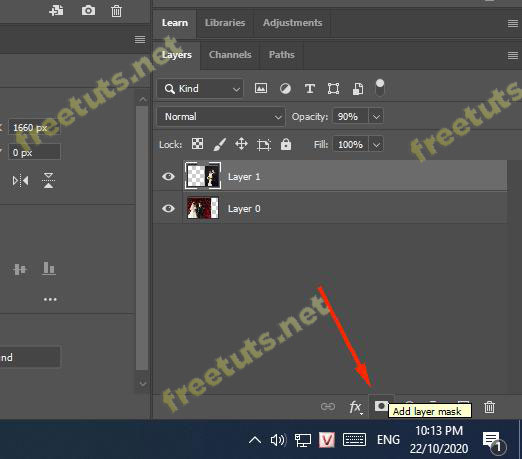 Learn Libraries Adjustments
Layers Channels Paths
Kind
Normal Opacity: 90%
Lock: Fill: 100%
Layer 1
Layer 0
1660 px
0 px
nd
fx
Add layer mask
ENG
10:13 PM
22/10/2020
V
1
freetuts.net
freetuts.net
freetuts.net